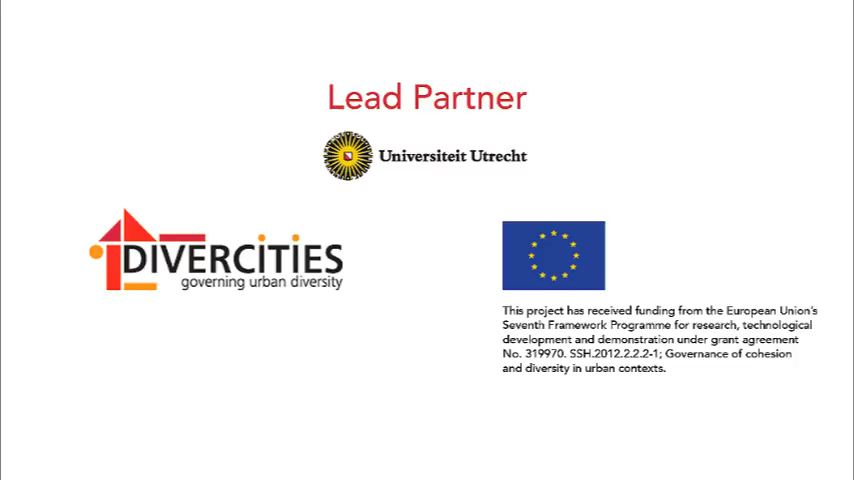 Lead Partner
Universiteit Utrecht
DIVERCITIES
governing urban diversity
This project has received funding from the European Union's
Seventh Framework Programme for research, technological
development and demonstration under grant agreement
No. 319970. SSH.2012.2.2.2-1; Governance of cohesion
and diversity in urban contexts.